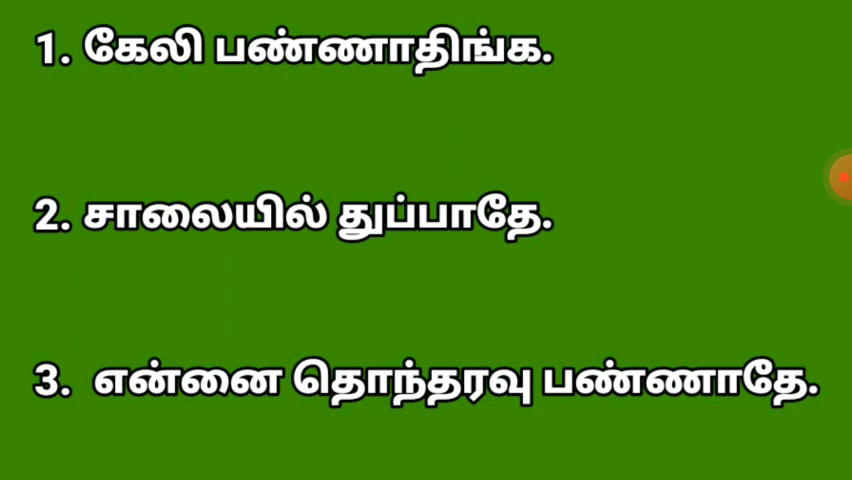 1. கேலி பண்ணாதிங்க.
2. சாலையில் துப்பாதே.
3. என்னை தொந்தரவு பண்ணாதே.